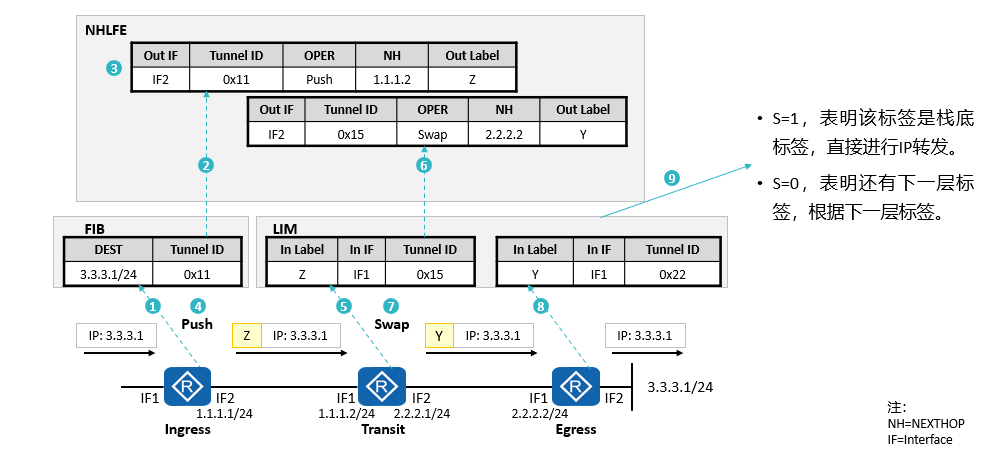 NHLFE
Out IF Tunnel ID OPER NH Out Label
3 IF2 0x11 Push 1.1.1.2 Z
Out IF Tunnel ID OPER NH Out Label
IF2 0x15 Swap 2.2.2.2 Y
2
6
9
• S=1，表明该标签是栈底
标签，直接进行IP转发。
• S=0，表明还有下一层标
签，根据下一层标签。
FIB
DEST Tunnel ID
3.3.3.1/24 0x11
LIM
In Label In IF Tunnel ID
Z IF1 0x15
In Label In IF Tunnel ID
Y IF1 0x22
1 4 5 7 8
Push Swap
IP: 3.3.3.1 Z IP: 3.3.3.1 Y IP: 3.3.3.1 IP: 3.3.3.1
R R R
3.3.3.1/24
IF1 IF2 IF1 IF2 IF1 IF2
1.1.1.1/24 1.1.1.2/24 2.2.2.1/24 2.2.2.2/24
Ingress Transit Egress
注：
NH=NEXTHOP
IF=Interface